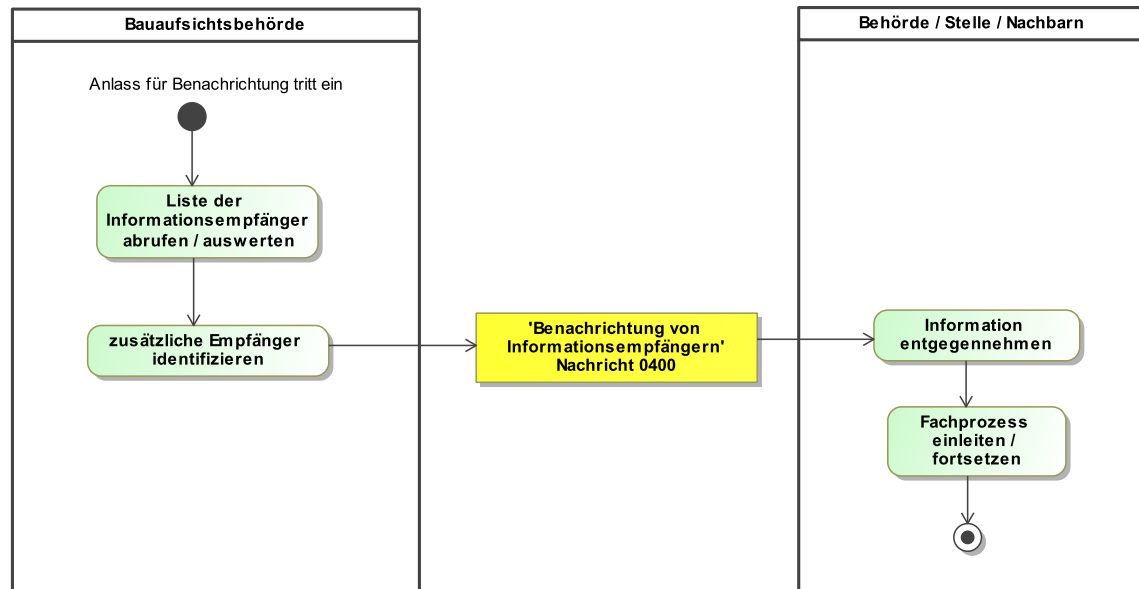 Bauaufsichtsbehörde
Anlass für Benachrichtung tritt ein
Liste der
Informationsempfänger
abrufen / auswerten
zusätzliche Empfänger
identifizieren
'Benachrichtung von
Informationsempfängern'
Nachricht 0400
Behörde / Stelle / Nachbarn
Information
entgegennehmen
Fachprozess
einleiten /
fortsetzen